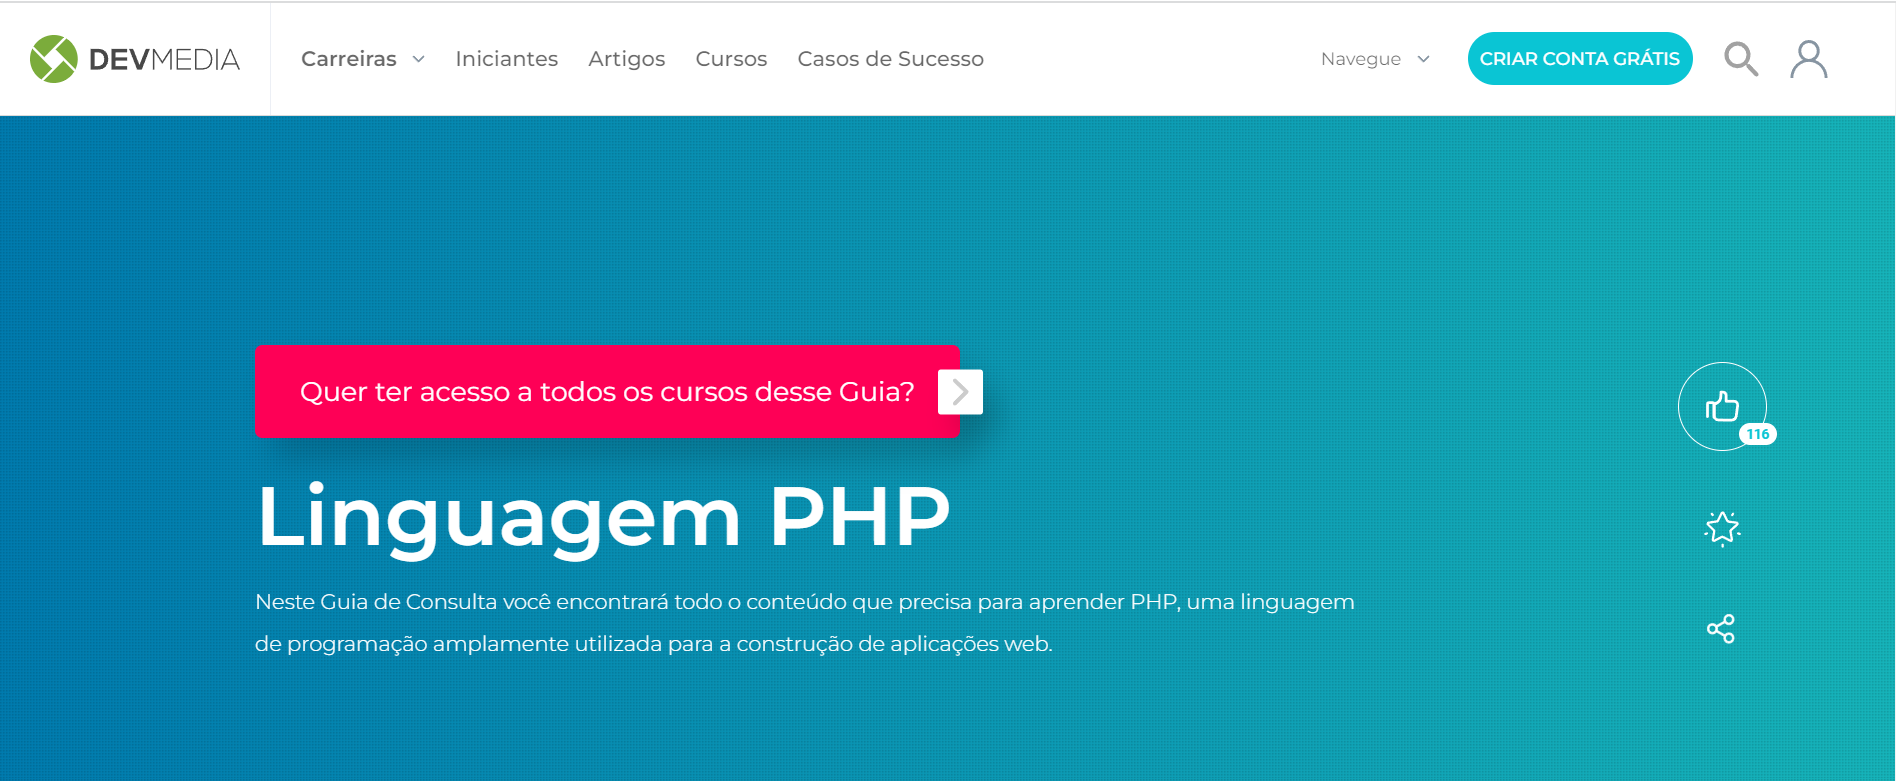 DEVMEDIA
Carreiras Iniciantes Artigos Cursos Casos de Sucesso Navegue CRIAR CONTA GRÁTIS
Quer ter acesso a todos os cursos desse Guia?
116
Linguagem PHP
Neste Guia de Consulta você encontrará todo o conteúdo que precisa para aprender PHP, uma linguagem
de programação amplamente utilizada para a construção de aplicações web.